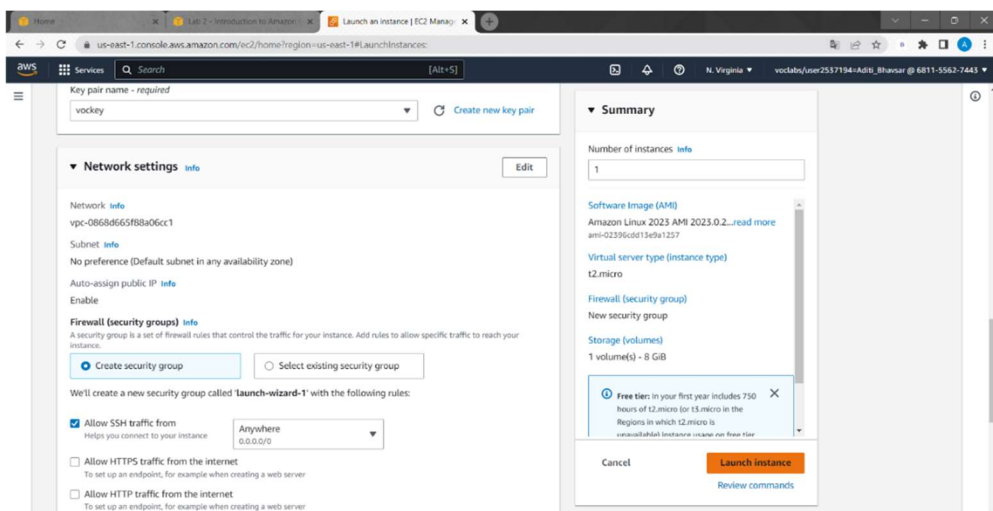 Home
Lab 2 - Introduction to Amazon
Launch an instance | EC2 Manag
us-east-1.console.aws.amazon.com/ec2/home?region=us-east-1#LaunchInstances:
aws
Services
Search
[Alt+S]
N. Virginia
voclabs/user2537194=Aditi_Bhavsar @ 6811-5562-7443
Key pair name - required
vockey
Create new key pair
Network settings Info
Edit
Network Info
vpc-0868d665f88a06cc1
Subnet Info
No preference (Default subnet in any availability zone)
Auto-assign public IP Info
Enable
Firewall (security groups) Info
A security group is a set of firewall rules that control the traffic for your instance. Add rules to allow specific traffic to reach your
instance.
Create security group
Select existing security group
We'll create a new security group called 'launch-wizard-1' with the following rules:
Allow SSH traffic from
Helps you connect to your instance
Anywhere
0.0.0.0/0
Allow HTTPS traffic from the internet
To set up an endpoint, for example when creating a web server
Allow HTTP traffic from the internet
To set up an endpoint, for example when creating a web server
Summary
Number of instances Info
1
Software Image (AMI)
Amazon Linux 2023 AMI 2023.0.2...read more
ami-02396cdd13e9a1257
Virtual server type (instance type)
t2.micro
Firewall (security group)
New security group
Storage (volumes)
1 volume(s) - 8 GiB
Free tier: In your first year includes 750
hours of t2.micro (or t3.micro in the
Regions in which t2.micro is
unavailable) instance usage on free tier
Cancel
Launch instance
Review commands